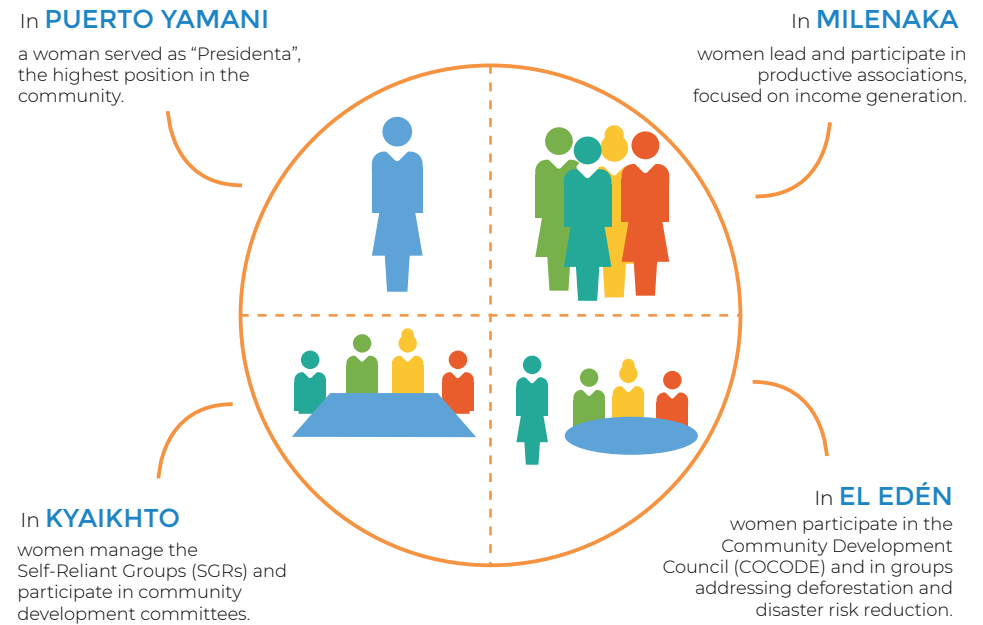 In PUERTO YAMANI
a woman served as “Presidenta”,
the highest position in the
community.
In MILENAKA
women lead and participate in
productive associations,
focused on income generation.
In KYAIKHTO
women manage the
Self-Reliant Groups (SGRs) and
participate in community
development committees.
In EL EDÉN
women participate in the
Community Development
Council (COCODE) and in groups
addressing deforestation and
disaster risk reduction.